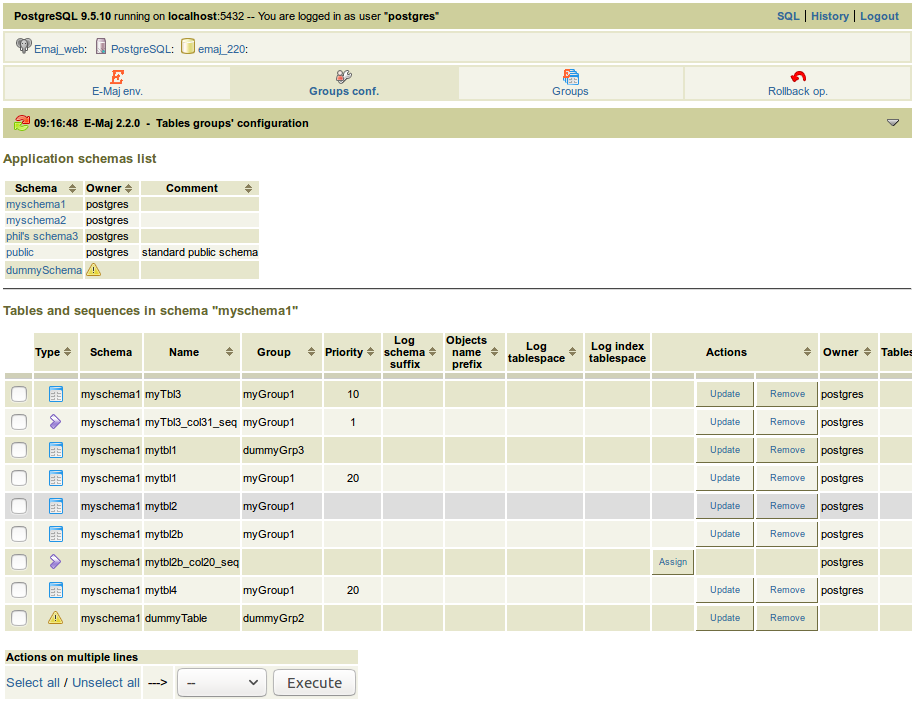 PostgreSQL 9.5.10 running on localhost:5432 -- You are logged in as user "postgres" SQL | History | Logout
Emaj_web: PostgreSQL: emaj_220:
E-Maj env. Groups conf. Groups Rollback op.
09:16:48 E-Maj 2.2.0 - Tables groups' configuration
Application schemas list
Schema Owner Comment
myschema1 postgres
myschema2 postgres
phil's schema3 postgres
public postgres standard public schema
dummySchema
Tables and sequences in schema "myschema1"
Type Schema Name Group Priority Log schema suffix Objects name prefix Log tablespace Log index tablespace Actions Owner Tables
myschema1 myTbl3 myGroup1 10 Update Remove postgres
myschema1 myTbl3_col31_seq myGroup1 1 Update Remove postgres
myschema1 mytbl1 dummyGrp3 Update Remove postgres
myschema1 mytbl1 myGroup1 20 Update Remove postgres
myschema1 mytbl2 myGroup1 Update Remove postgres
myschema1 mytbl2b myGroup1 Update Remove postgres
myschema1 mytbl2b_col20_seq Assign postgres
myschema1 mytbl4 myGroup1 20 Update Remove postgres
myschema1 dummyTable dummyGrp2 Update Remove
Actions on multiple lines
Select all / Unselect all ---> -- Execute